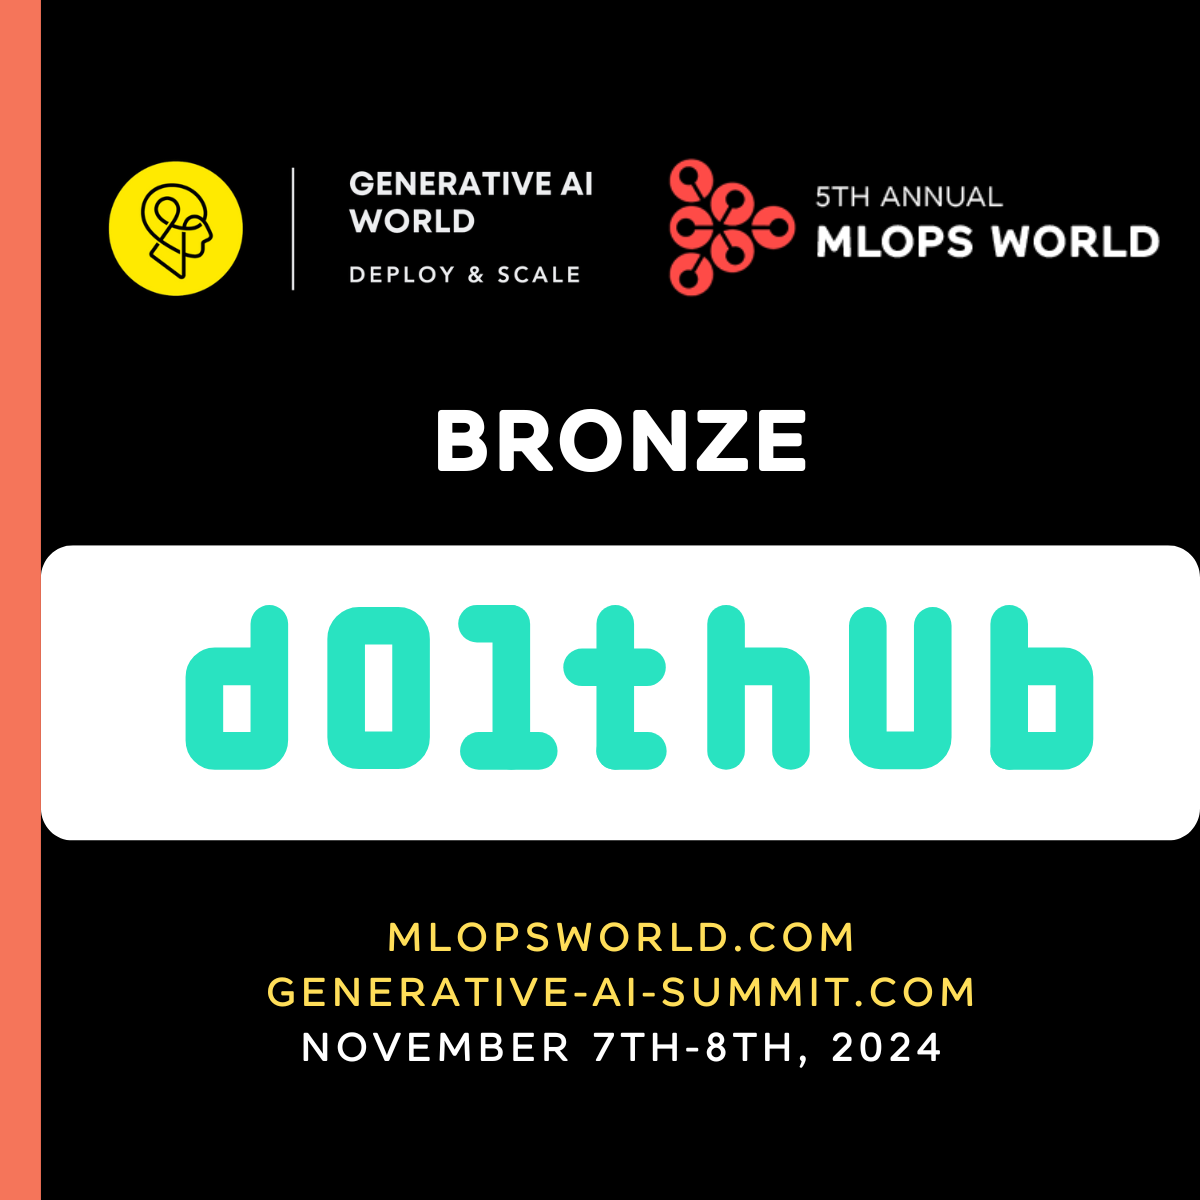 GENERATIVE AI
WORLD
DEPLOY & SCALE
5TH ANNUAL
MLOPS WORLD
BRONZE
d01thUb
MLOPSWORLD.COM
GENERATIVE-AI-SUMMIT.COM
NOVEMBER 7TH-8TH, 2024